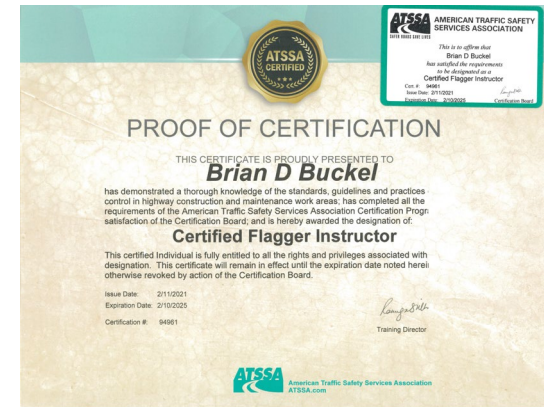 ATSSA
SAFER ROADS SAVE LIVES
AMERICAN TRAFFIC SAFETY
SERVICES ASSOCIATION
This is to affirm that
Brian D Buckel
has satisfied the requirements
to be designated as a
Certified Flagger Instructor
Cert. #: 94961
Issue Date: 2/11/2021
Expiration Date: 2/10/2025
Certification Board
ATSSA
CERTIFIED
PROOF OF CERTIFICATION
THIS CERTIFICATE IS PROUDLY PRESENTED TO
Brian D Buckel
has demonstrated a thorough knowledge of the standards, guidelines and practices
control in highway construction and maintenance work areas; has completed all the
requirements of the American Traffic Safety Services Association Certification Progr
satisfaction of the Certification Board; and is hereby awarded the designation of:
Certified Flagger Instructor
This certified Individual is fully entitled to all the rights and privileges associated with
designation. This certificate will remain in effect until the expiration date noted herei
otherwise revoked by action of the Certification Board.
Issue Date: 2/11/2021
Expiration Date: 2/10/2025
Certification #: 94961
Training Director
ATSSA
American Traffic Safety Services Association
ATSSA.com